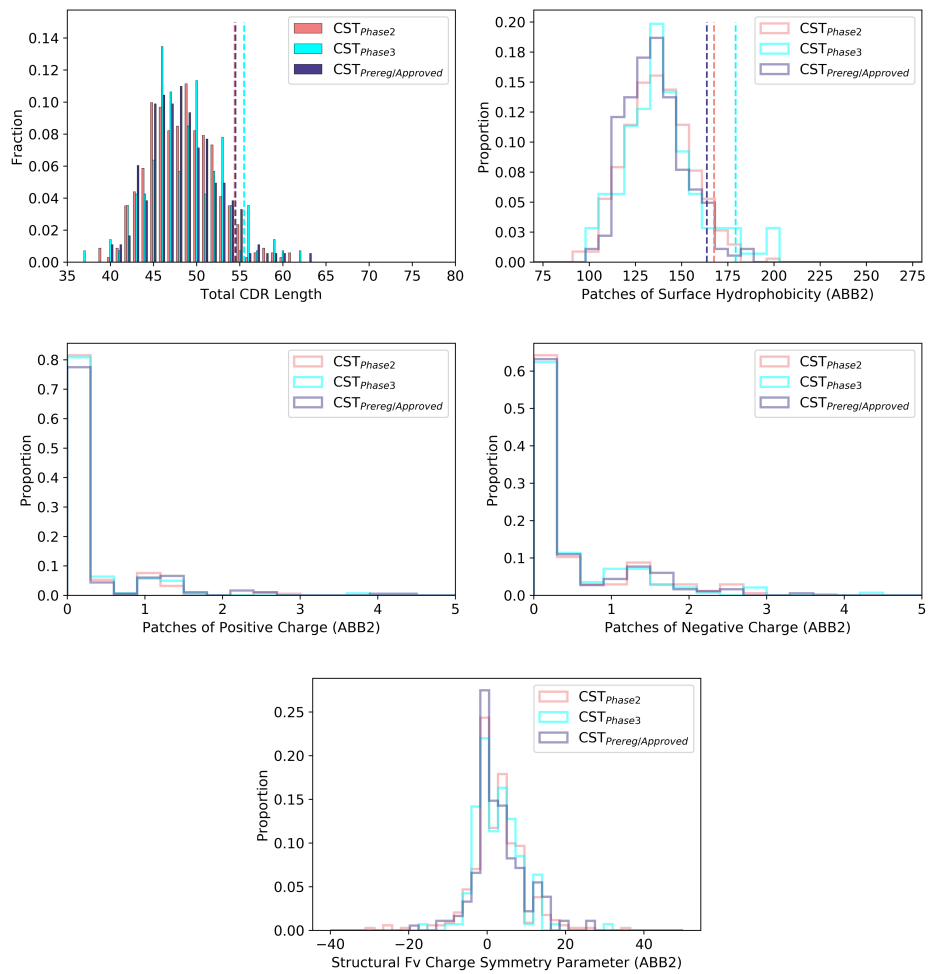 0.14
0.12
0.10
0.08
0.06
0.04
0.02
0.00
Fraction
CST_Phase2
CST_Phase3
CST_Prereg/Approved
35 40 45 50 55 60 65 70 75 80
Total CDR Length
0.20
0.18
0.15
0.12
0.10
0.08
0.05
0.03
0.00
Proportion
CST_Phase2
CST_Phase3
CST_Prereg/Approved
75 100 125 150 175 200 225 250 275
Patches of Surface Hydrophobicity (ABB2)
0.8
0.7
0.6
0.5
0.4
0.3
0.2
0.1
0.0
Proportion
CST_Phase2
CST_Phase3
CST_Prereg/Approved
0 1 2 3 4 5
Patches of Positive Charge (ABB2)
0.6
0.5
0.4
0.3
0.2
0.1
0.0
Proportion
CST_Phase2
CST_Phase3
CST_Prereg/Approved
0 1 2 3 4 5
Patches of Negative Charge (ABB2)
0.25
0.20
0.15
0.10
0.05
0.00
Proportion
CST_Phase2
CST_Phase3
CST_Prereg/Approved
−40 −20 0 20 40
Structural Fv Charge Symmetry Parameter (ABB2)